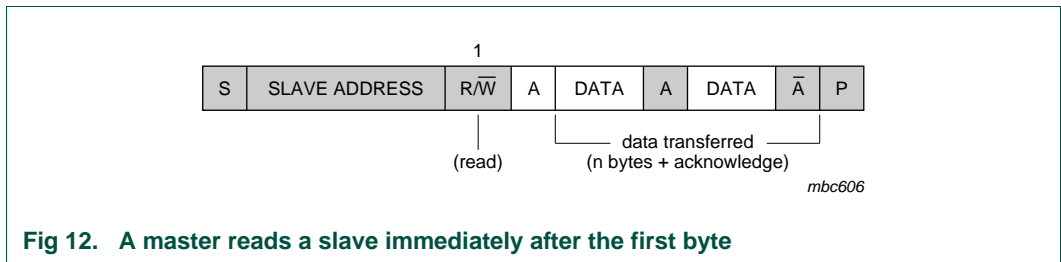 1
S SLAVE ADDRESS R/W̅ A DATA A DATA A̅ P
(read)
data transferred
(n bytes + acknowledge)
mbc606
Fig 12. A master reads a slave immediately after the first byte